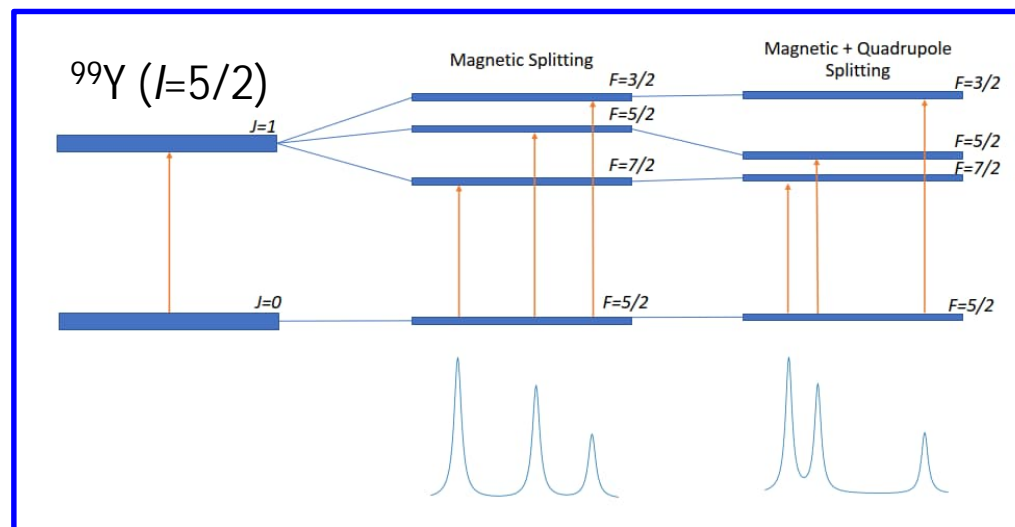 ⁹⁹Y (I=5/2)
Magnetic Splitting
Magnetic + Quadrupole
Splitting
J=1
F=3/2
F=5/2
F=7/2
F=3/2
F=5/2
F=7/2
J=0
F=5/2
F=5/2